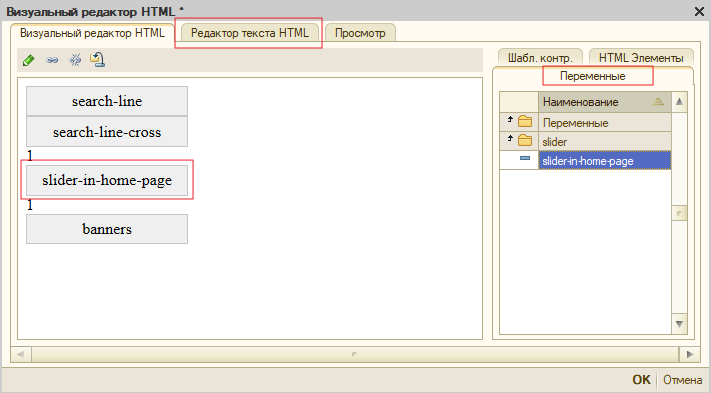 Визуальный редактор HTML *
Визуальный редактор HTML
Редактор текста HTML
Просмотр
search-line
search-line-cross
1
slider-in-home-page
1
banners
Шабл. контр.
HTML Элементы
Переменные
Наименование
Переменные
slider
slider-in-home-page
OK
Отмена